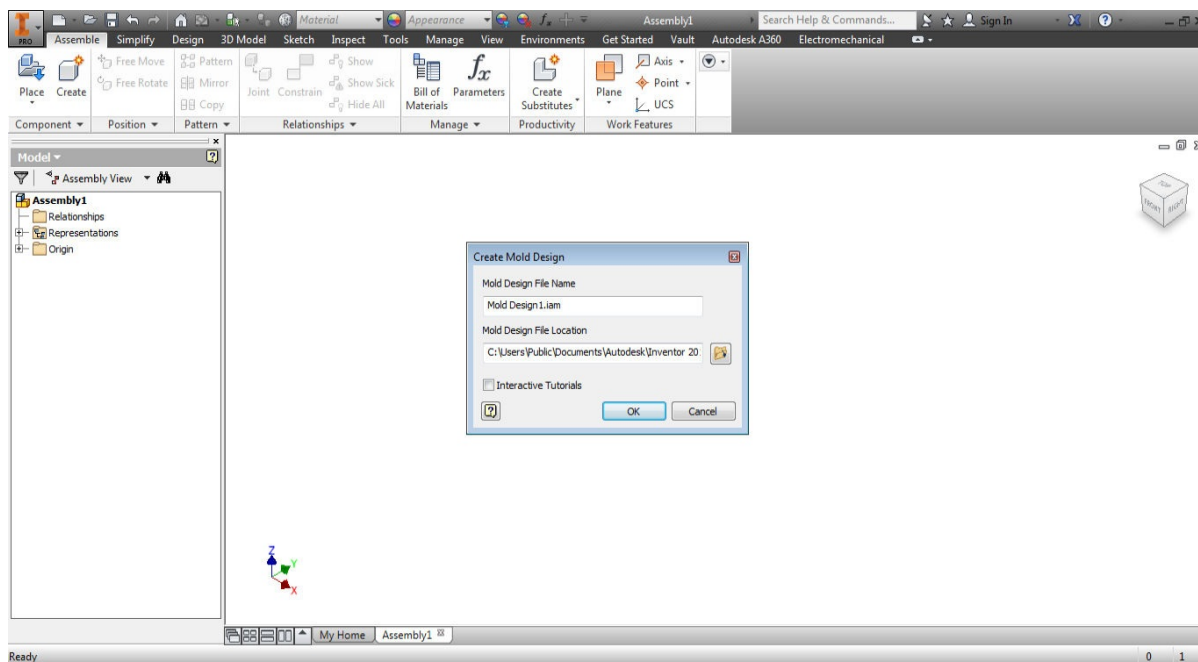 Material
Appearance
Assembly1
Search Help & Commands...
Sign In
PRO
Assemble Simplify Design 3D Model Sketch Inspect Tools Manage View Environments Get Started Vault Autodesk A360 Electromechanical
Place Create Free Move Pattern Joint Constrain Show Bill of Materials Parameters Create Substitutes Plane Axis
Free Rotate Mirror Show Sick Point
Copy Hide All UCS
Component Position Pattern Relationships Manage Productivity Work Features
Model
Assembly View
Assembly1
Relationships
Representations
Origin
Create Mold Design
Mold Design File Name
Mold Design1.iam
Mold Design File Location
C:\Users\Public\Documents\Autodesk\Inventor 20
Interactive Tutorials
OK Cancel
FRONT RIGHT
Z
Y
X
My Home Assembly1
Ready 0 1